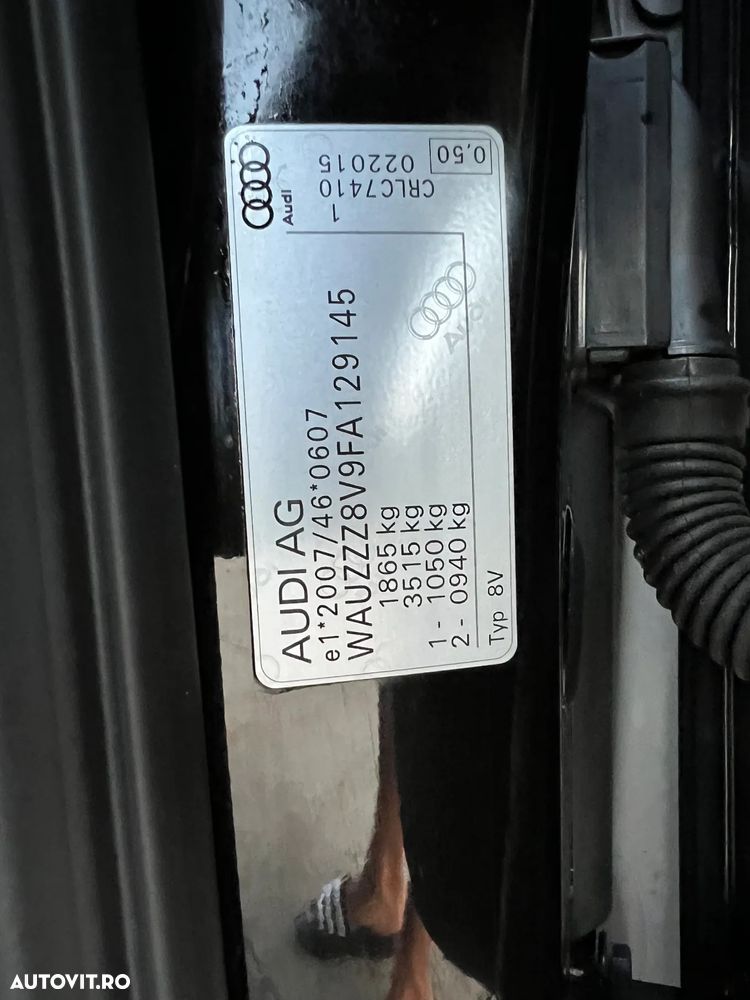 AUDI AG
e1*2007/46*0607
WAUZZZ8V9FA129145
1865 kg
3515 kg
1 - 1050 kg
2 - 0940 kg
Typ 8V
Audi
1
CRLC7410
022015
0,50
Audi
AUTOVIT.RO